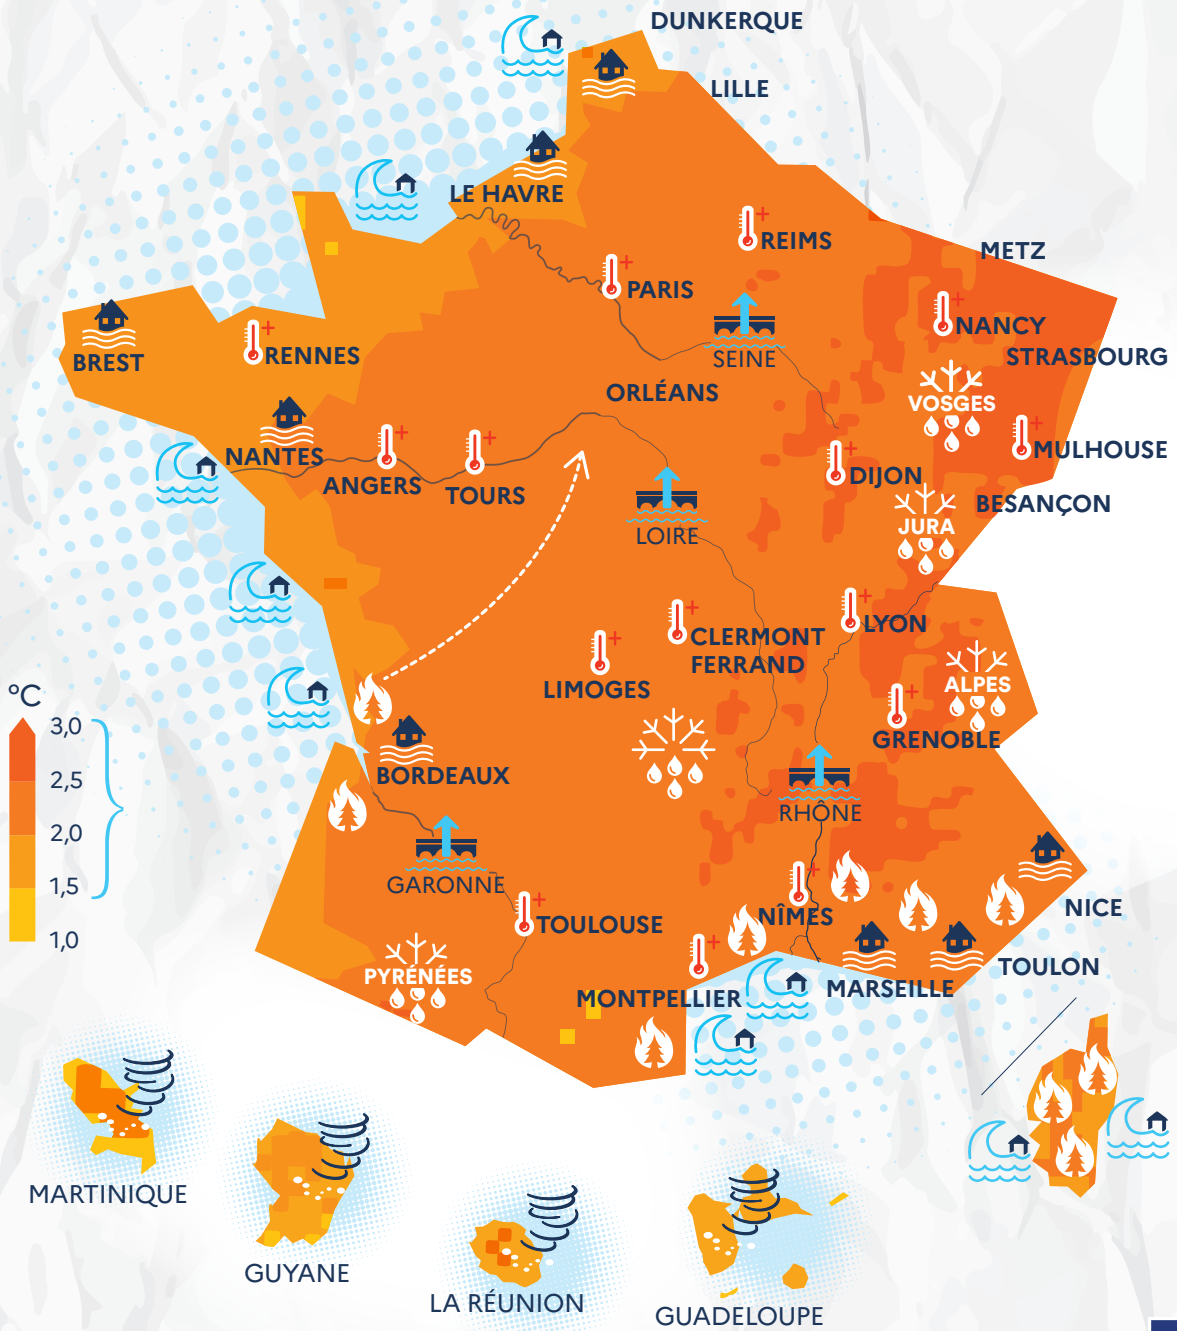 DUNKERQUE
LILLE
LE HAVRE
REIMS
METZ
PARIS
NANCY
SEINE
STRASBOURG
BREST
RENNES
ORLÉANS
VOSGES
NANTES
MULHOUSE
ANGERS
TOURS
DIJON
BESANÇON
JURA
LOIRE
LYON
CLERMONT
FERRAND
LIMOGES
ALPES
°C
3,0
2,5
2,0
1,5
1,0
GRENOBLE
BORDEAUX
RHÔNE
GARONNE
NÎMES
NICE
TOULOUSE
TOULON
PYRÉNÉES
MONTPELLIER
MARSEILLE
MARTINIQUE
GUYANE
LA RÉUNION
GUADELOUPE